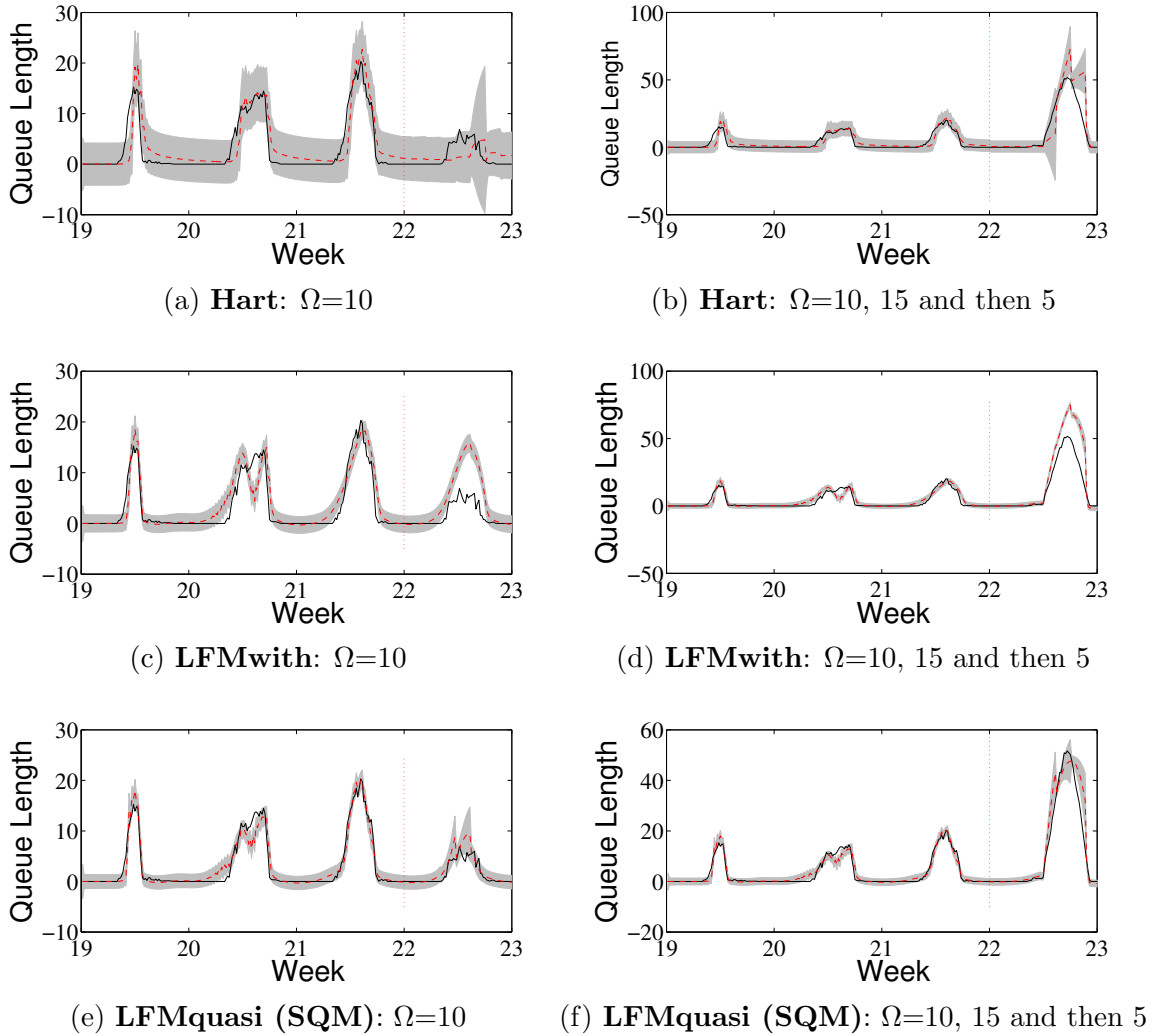 30
20
10
0
−10
Queue Length
19 20 21 22 23
Week
(a) Hart: Ω=10
100
50
0
−50
Queue Length
19 20 21 22 23
Week
(b) Hart: Ω=10, 15 and then 5
30
20
10
0
−10
Queue Length
19 20 21 22 23
Week
(c) LFMwith: Ω=10
100
50
0
−50
Queue Length
19 20 21 22 23
Week
(d) LFMwith: Ω=10, 15 and then 5
30
20
10
0
−10
Queue Length
19 20 21 22 23
Week
(e) LFMquasi (SQM): Ω=10
60
40
20
0
−20
Queue Length
19 20 21 22 23
Week
(f) LFMquasi (SQM): Ω=10, 15 and then 5